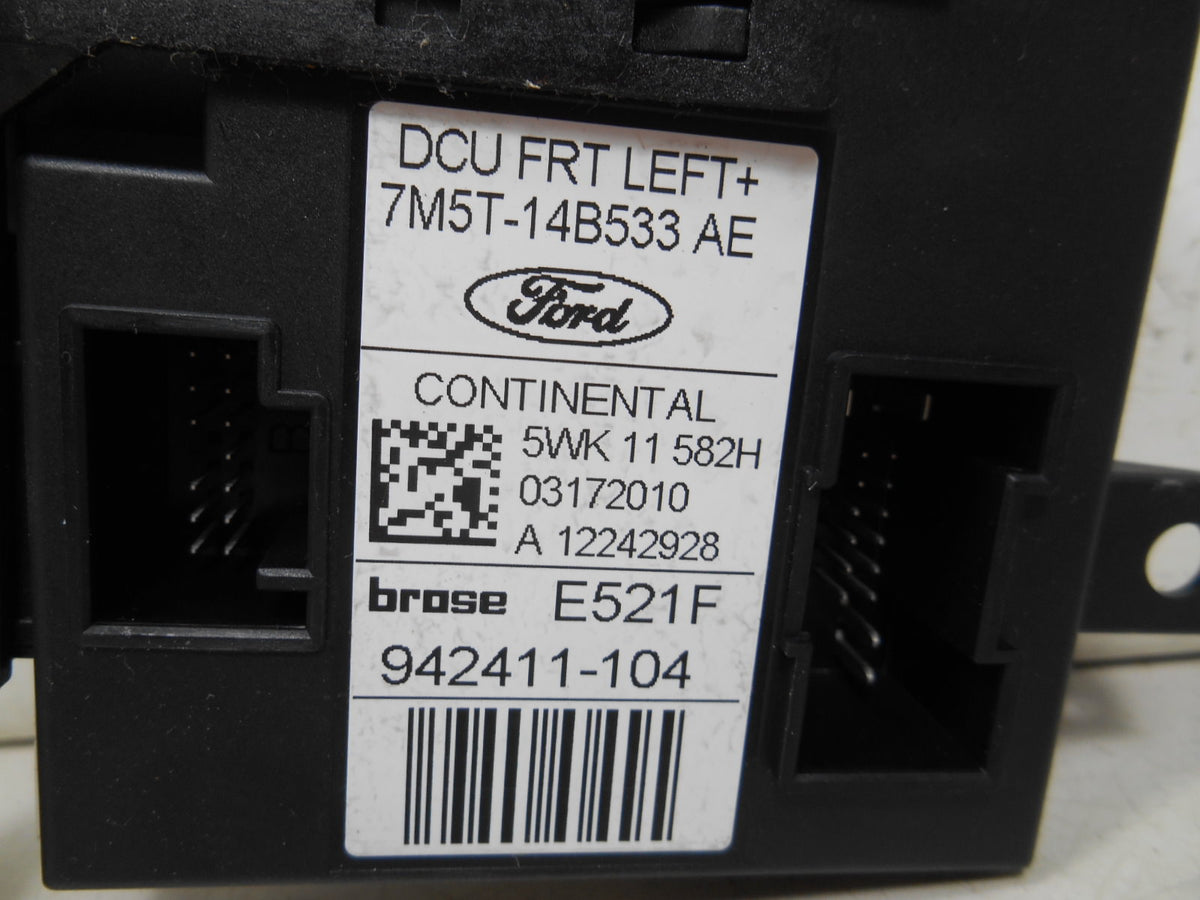 DCU FRT LEFT+
7M5T-14B533 AE
Ford
CONTINENTAL
5WK 11 582H
03172010
A 12242928
brose E521F
942411-104
B